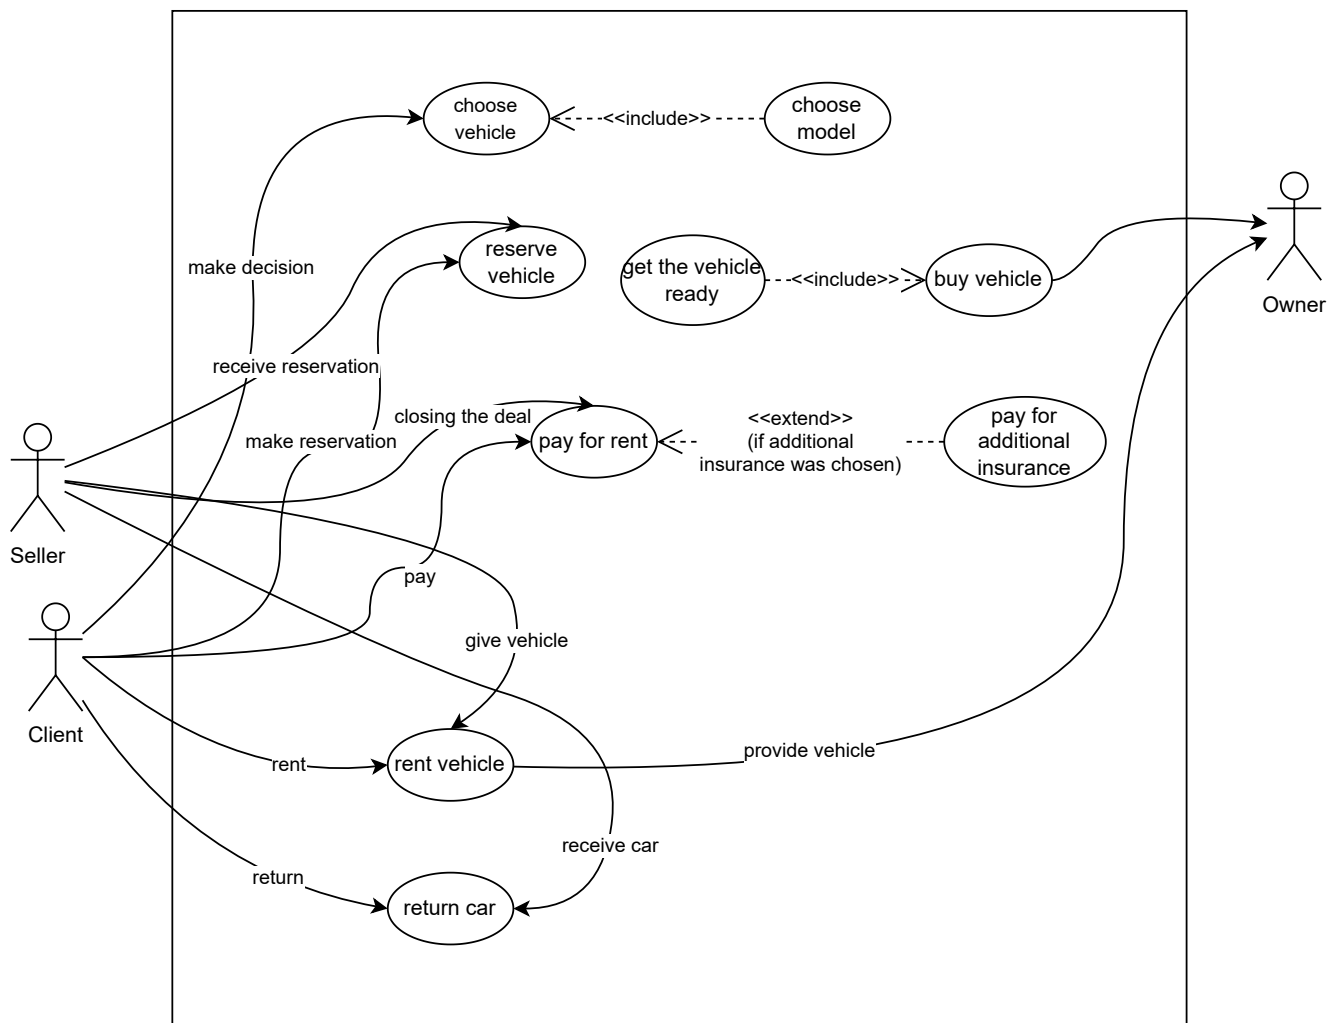 choose
vehicle
<<include>>
choose
model
make decision
reserve
vehicle
get the vehicle
ready
<<include>>
buy vehicle
Owner
receive reservation
make reservation
closing the deal
pay for rent
<<extend>>
(if additional
insurance was chosen)
pay for
additional
insurance
Seller
pay
give vehicle
Client
rent
rent vehicle
provide vehicle
receive car
return
return car